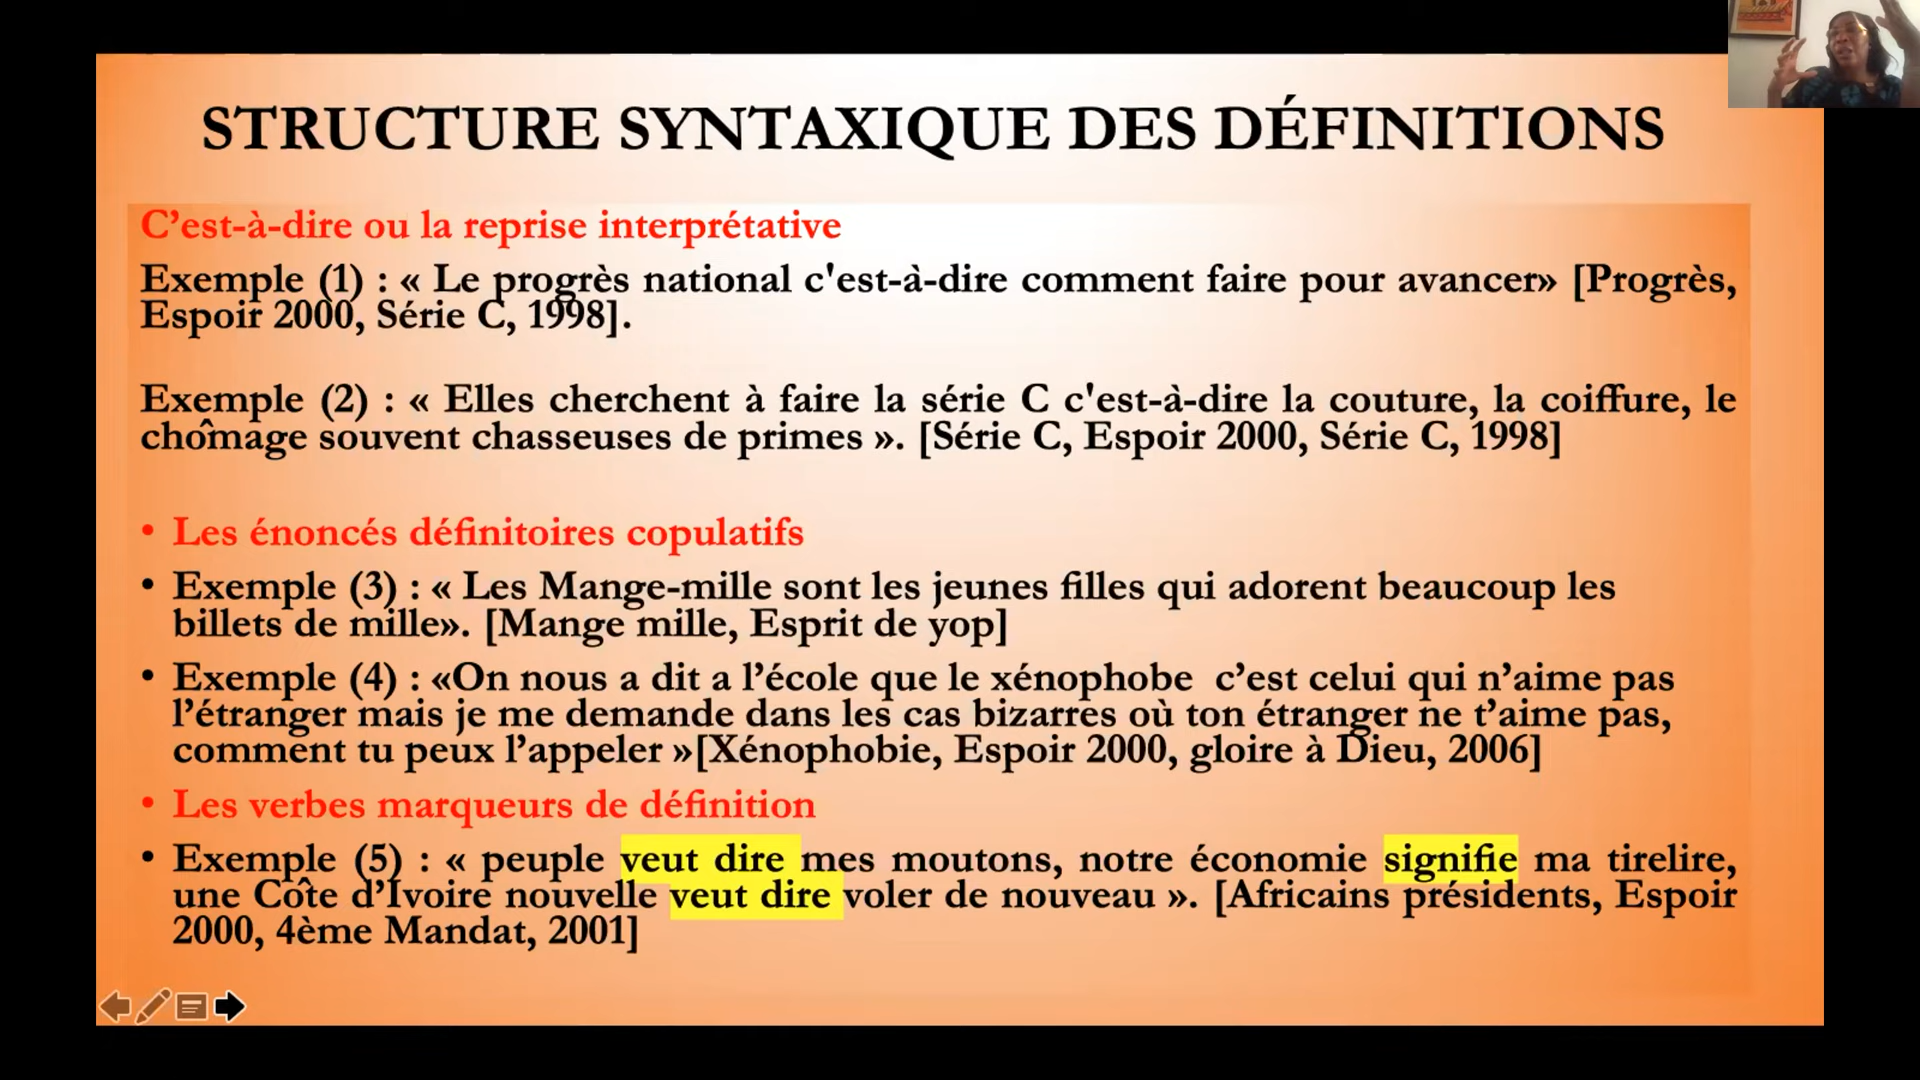 STRUCTURE SYNTAXIQUE DES DÉFINITIONS
C’est-à-dire ou la reprise interprétative
Exemple (1) : « Le progrès national c'est-à-dire comment faire pour avancer» [Progrès,
Espoir 2000, Série C, 1998].
Exemple (2) : « Elles cherchent à faire la série C c'est-à-dire la couture, la coiffure, le
chômage souvent chasseuses de primes ». [Série C, Espoir 2000, Série C, 1998]
• Les énoncés définitoires copulatifs
• Exemple (3) : « Les Mange-mille sont les jeunes filles qui adorent beaucoup les
billets de mille». [Mange mille, Esprit de yop]
• Exemple (4) : «On nous a dit a l’école que le xénophobe c’est celui qui n’aime pas
l’étranger mais je me demande dans les cas bizarres où ton étranger ne t’aime pas,
comment tu peux l’appeler »[Xénophobie, Espoir 2000, gloire à Dieu, 2006]
• Les verbes marqueurs de définition
• Exemple (5) : « peuple veut dire mes moutons, notre économie signifie ma tirelire,
une Côte d’Ivoire nouvelle veut dire voler de nouveau ». [Africains présidents, Espoir
2000, 4ème Mandat, 2001]